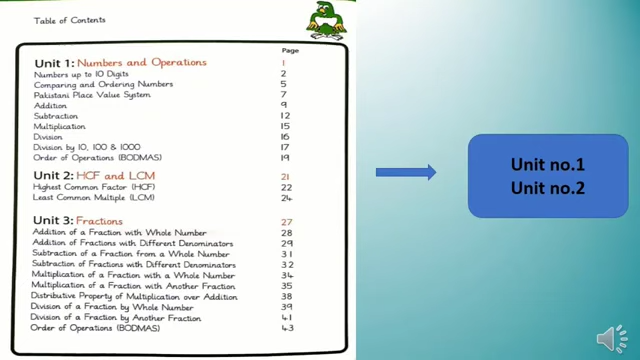 Table of Contents
Page
Unit 1: Numbers and Operations 1
Numbers up to 10 Digits 2
Comparing and Ordering Numbers 5
Pakistani Place Value System 7
Addition 9
Subtraction 12
Multiplication 15
Division 16
Division by 10, 100 & 1000 17
Order of Operations (BODMAS) 19
Unit 2: HCF and LCM 21
Highest Common Factor (HCF) 22
Least Common Multiple (LCM) 24
Unit 3: Fractions 27
Addition of a Fraction with Whole Number 28
Addition of Fractions with Different Denominators 29
Subtraction of a Fraction from a Whole Number 31
Subtraction of Fractions with Different Denominators 32
Multiplication of a Fraction with a Whole Number 34
Multiplication of a Fraction with Another Fraction 35
Distributive Property of Multiplication over Addition 38
Division of a Fraction by Whole Number 39
Division of a Fraction by Another Fraction 41
Order of Operations (BODMAS) 43
Unit no.1
Unit no.2